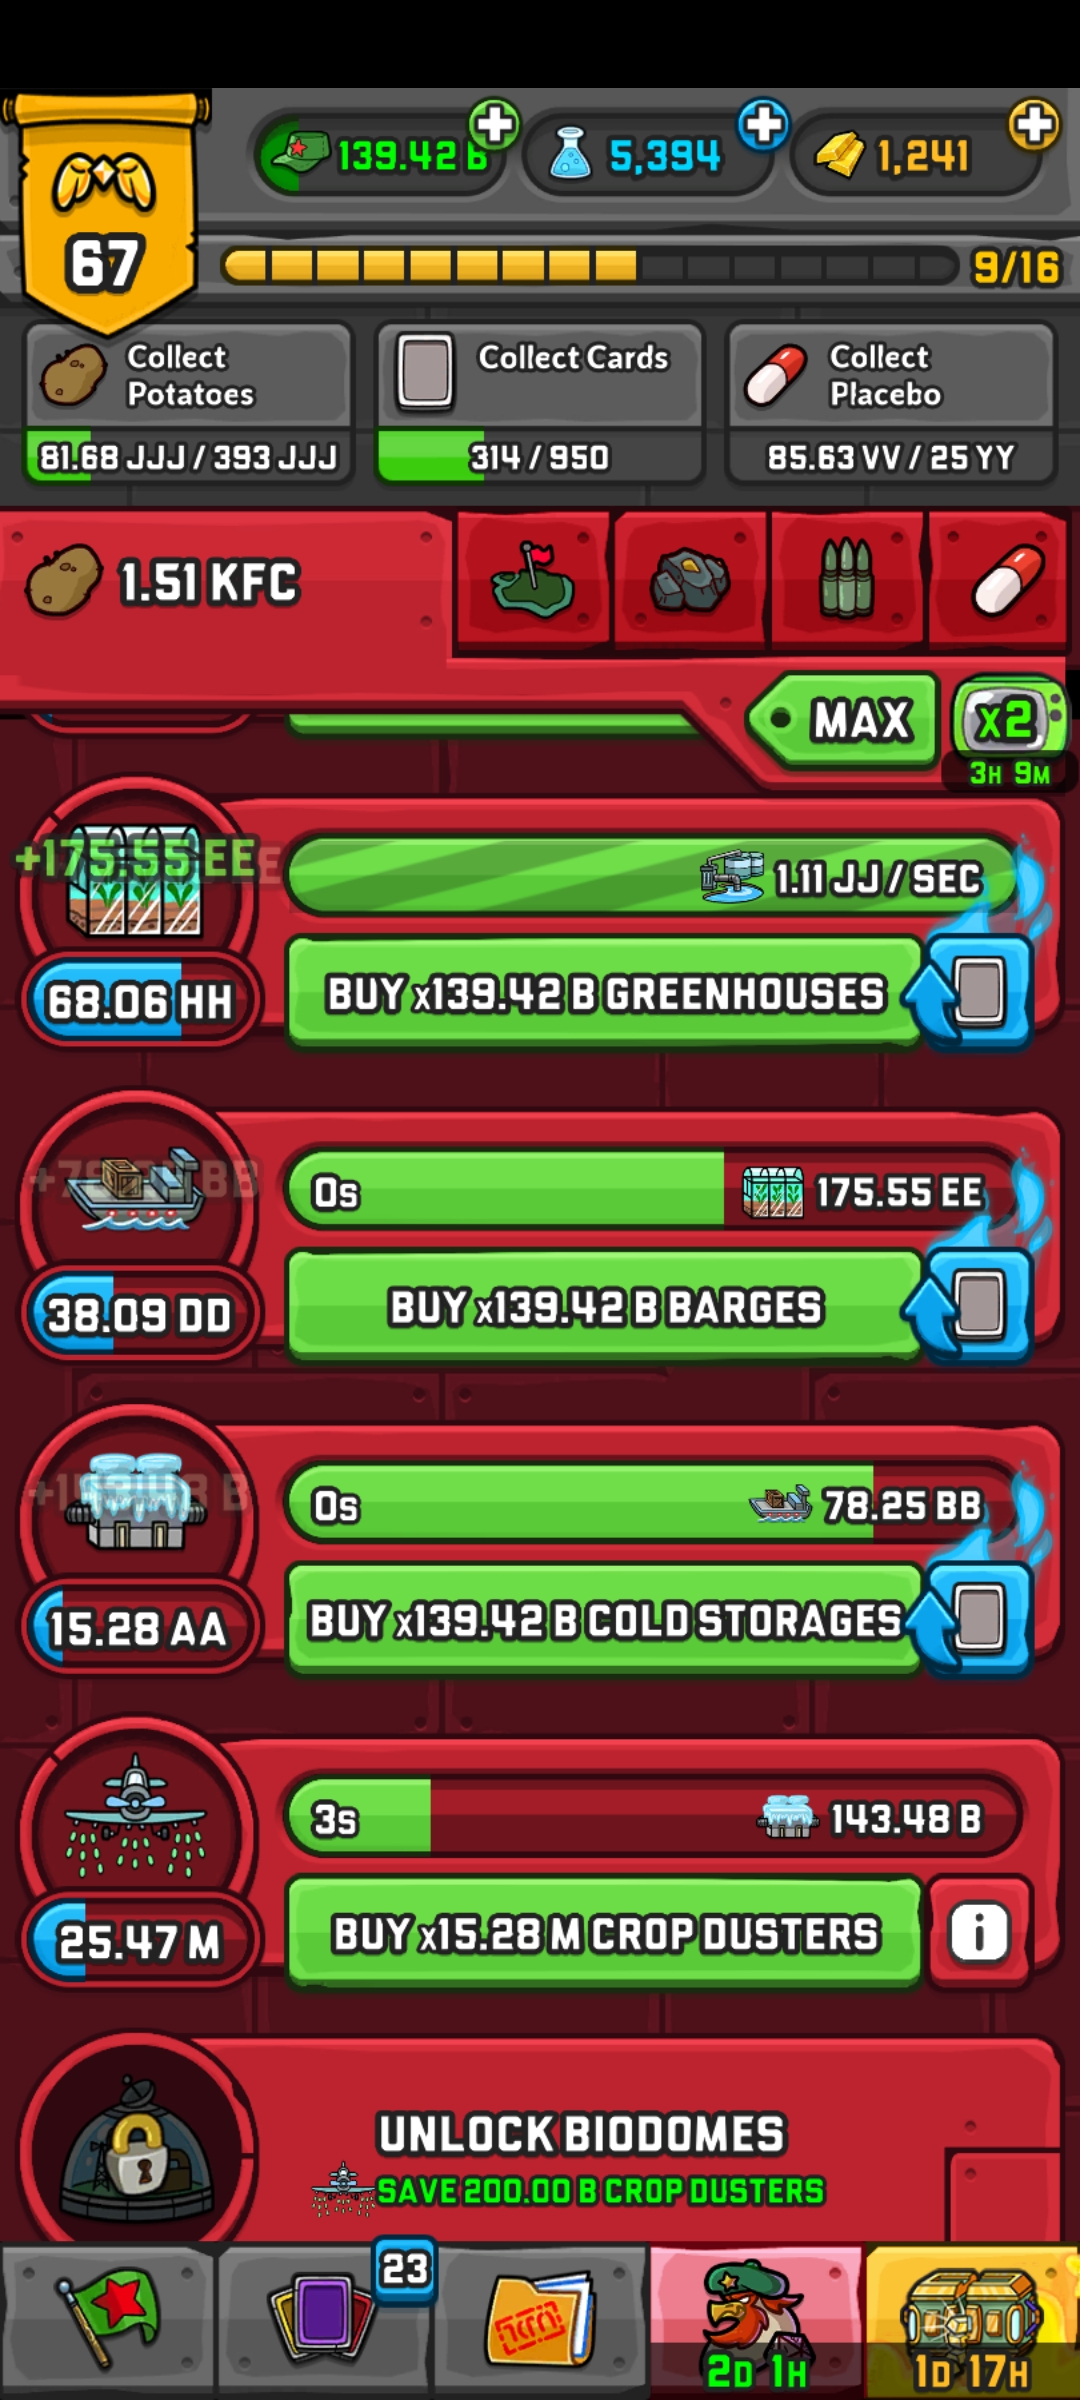 139.42 B
5,394
1,241
67
9/16
Collect Potatoes
81.68 JJJ / 393 JJJ
Collect Cards
314 / 950
Collect Placebo
85.63 VV / 25 YY
1.51 KFC
MAX
x2
3H 9M
+175.55 EE
1.11 JJ / SEC
68.06 HH
BUY x139.42 B GREENHOUSES
0s
175.55 EE
38.09 DD
BUY x139.42 B BARGES
0s
78.25 BB
15.28 AA
BUY x139.42 B COLD STORAGES
3s
143.48 B
25.47 M
BUY x15.28 M CROP DUSTERS
i
UNLOCK BIODOMES
SAVE 200.00 B CROP DUSTERS
23
2D 1H
1D 17H